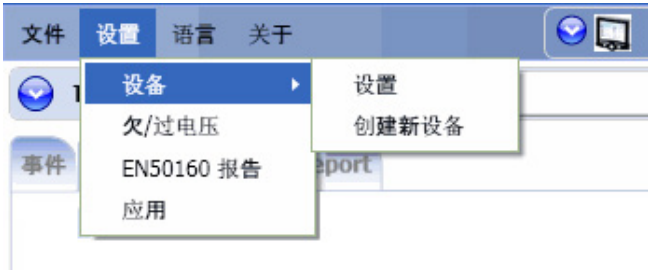 文件 设置 语言 关于
设备 设置
欠/过电压 创建新设备
事件 EN50160 报告 eport
应用